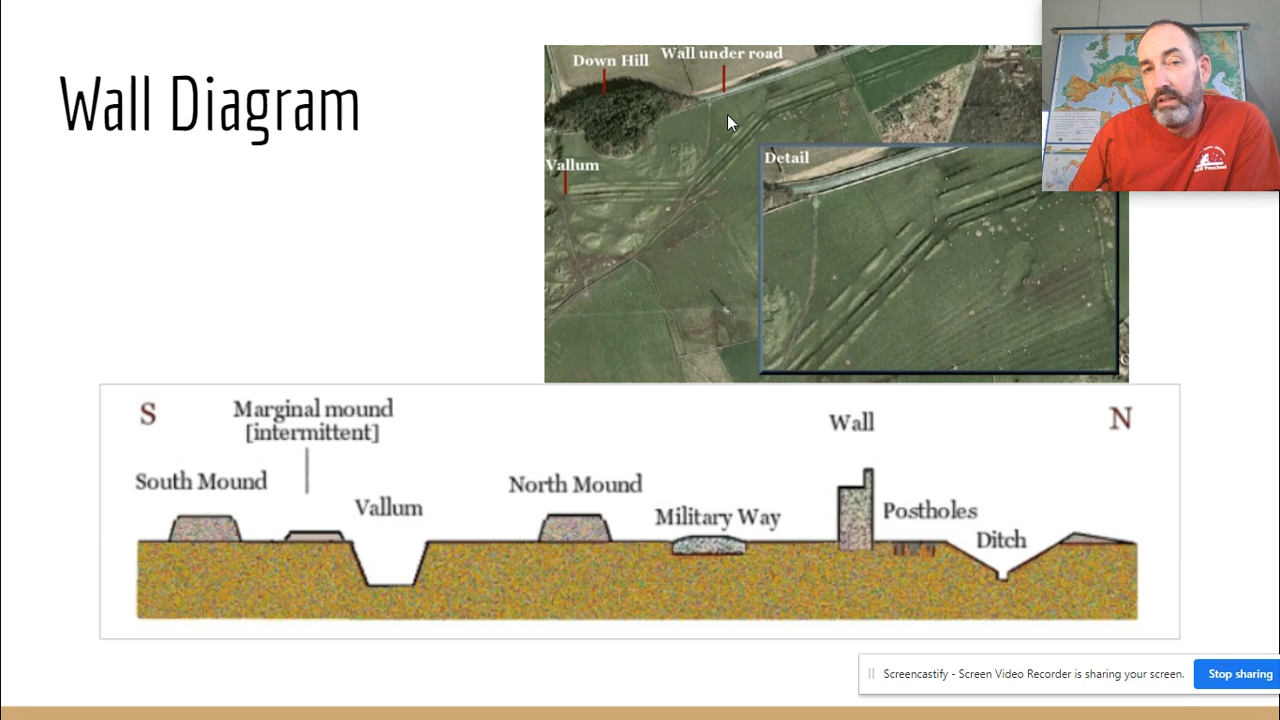 Wall Diagram
Down Hill
Wall under road
Vallum
Detail
S
Marginal mound
[intermittent]
N
Wall
South Mound
Vallum
North Mound
Military Way
Postholes
Ditch
Screencastify - Screen Video Recorder is sharing your screen.
Stop sharing